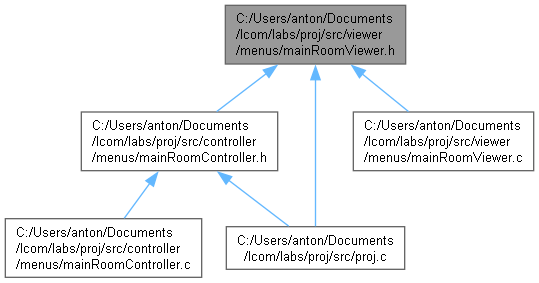 C:/Users/anton/Documents
/lcom/labs/proj/src/viewer
/menus/mainRoomViewer.h
C:/Users/anton/Documents
/lcom/labs/proj/src/controller
/menus/mainRoomController.h
C:/Users/anton/Documents
/lcom/labs/proj/src/viewer
/menus/mainRoomViewer.c
C:/Users/anton/Documents
/lcom/labs/proj/src/controller
/menus/mainRoomController.c
C:/Users/anton/Documents
/lcom/labs/proj/src/proj.c